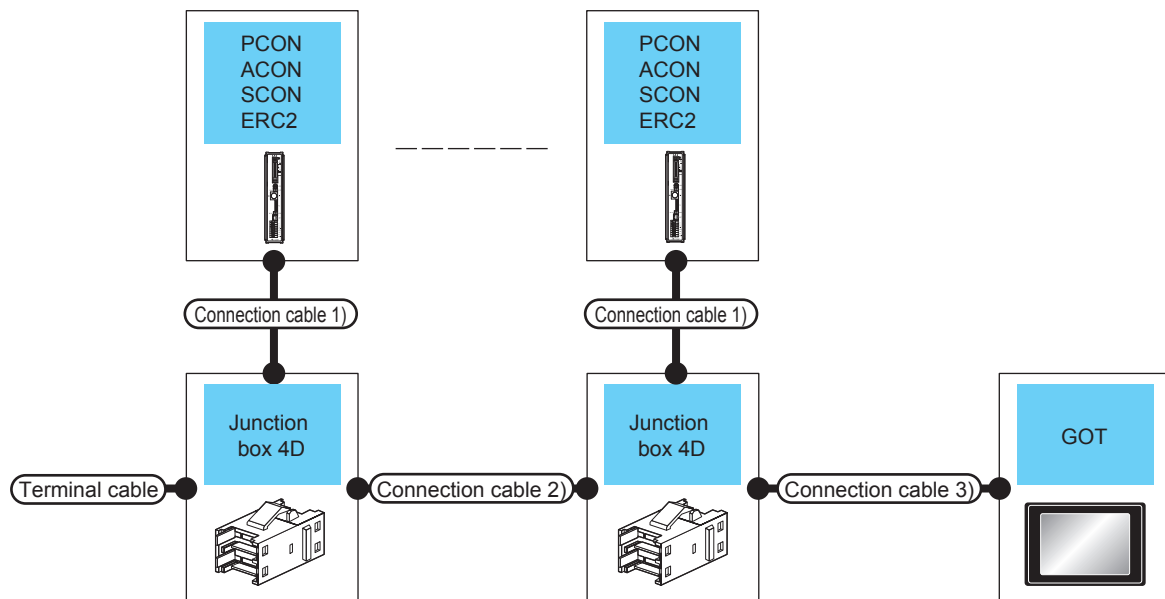 PCON
ACON
SCON
ERC2
PCON
ACON
SCON
ERC2
Connection cable 1)
Connection cable 1)
Junction
box 4D
Junction
box 4D
GOT
Terminal cable
Connection cable 2)
Connection cable 3)